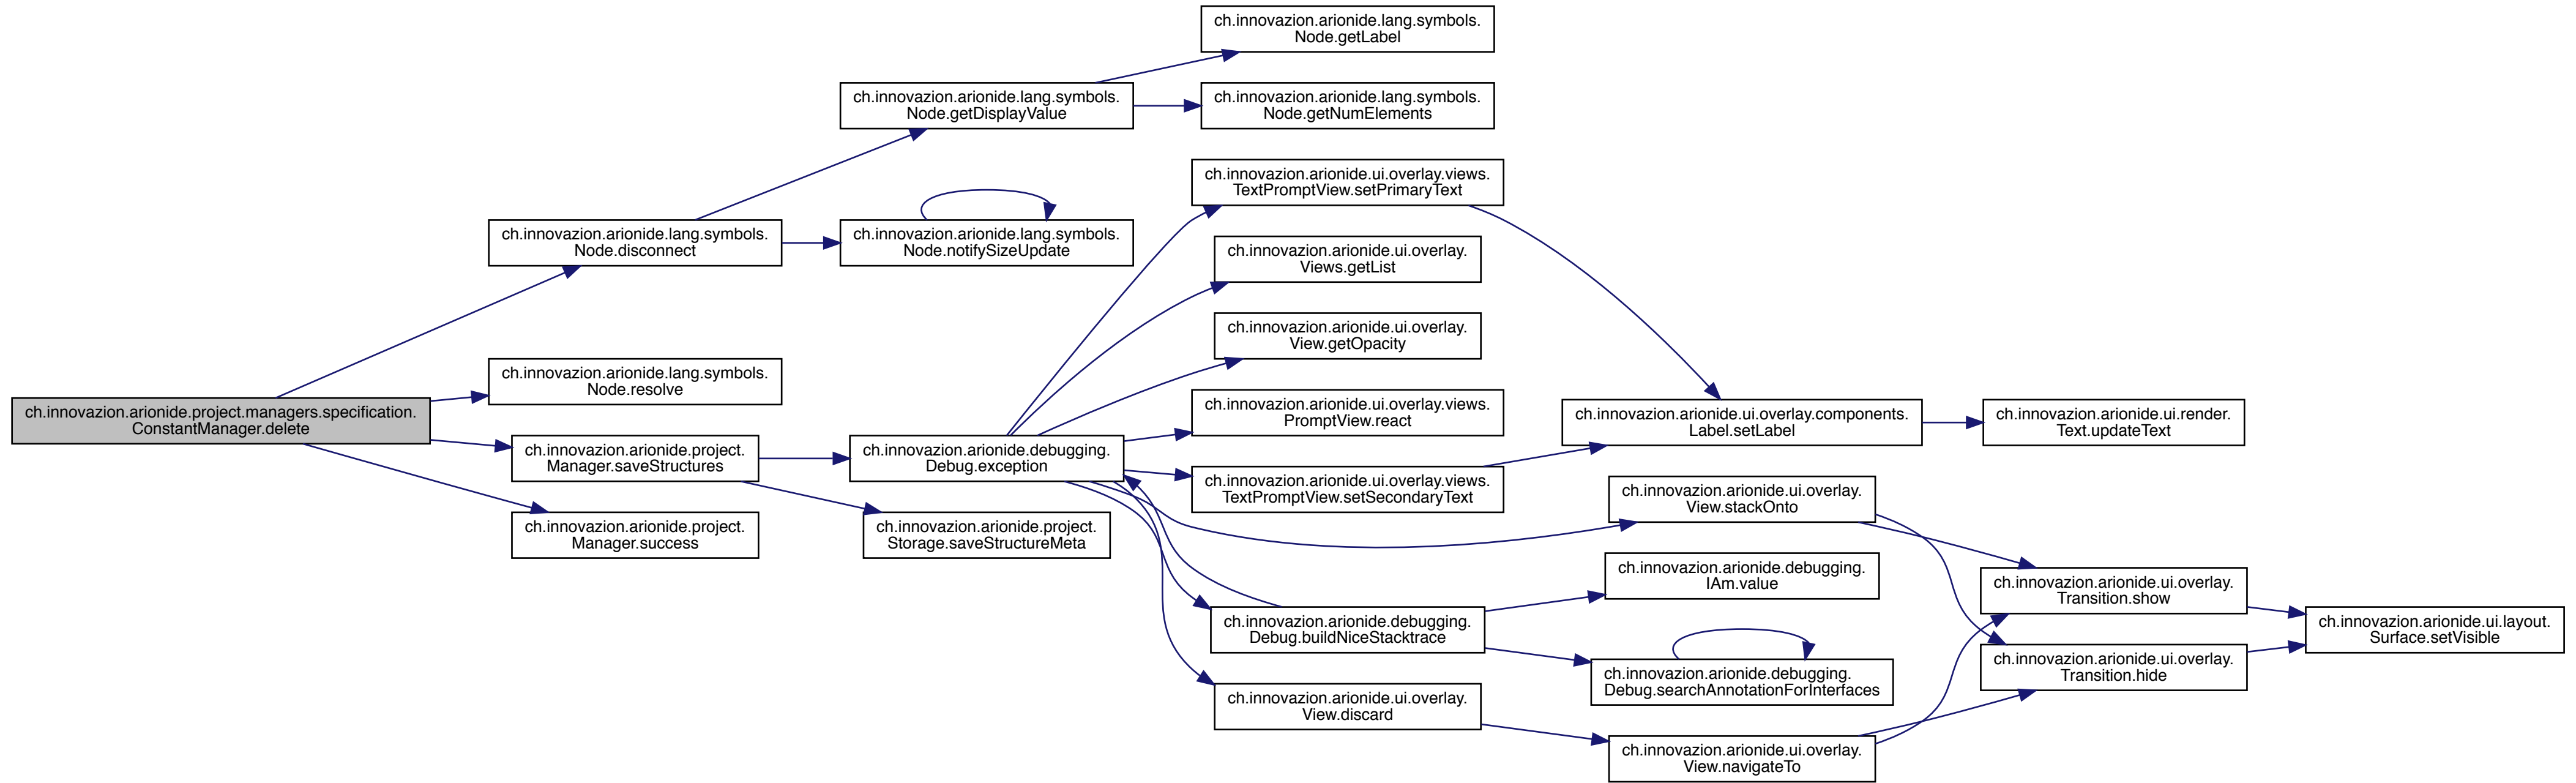 ch.innovazion.arionide.project.managers.specification.
ConstantManager.delete
ch.innovazion.arionide.lang.symbols.
Node.disconnect
ch.innovazion.arionide.lang.symbols.
Node.getDisplayValue
ch.innovazion.arionide.lang.symbols.
Node.getLabel
ch.innovazion.arionide.lang.symbols.
Node.getNumElements
ch.innovazion.arionide.lang.symbols.
Node.notifySizeUpdate
ch.innovazion.arionide.lang.symbols.
Node.resolve
ch.innovazion.arionide.project.
Manager.saveStructures
ch.innovazion.arionide.project.
Manager.success
ch.innovazion.arionide.debugging.
Debug.exception
ch.innovazion.arionide.project.
Storage.saveStructureMeta
ch.innovazion.arionide.ui.overlay.views.
TextPromptView.setPrimaryText
ch.innovazion.arionide.ui.overlay.
Views.getList
ch.innovazion.arionide.ui.overlay.
View.getOpacity
ch.innovazion.arionide.ui.overlay.views.
PromptView.react
ch.innovazion.arionide.ui.overlay.views.
TextPromptView.setSecondaryText
ch.innovazion.arionide.debugging.
Debug.buildNiceStacktrace
ch.innovazion.arionide.ui.overlay.
View.discard
ch.innovazion.arionide.ui.overlay.components.
Label.setLabel
ch.innovazion.arionide.ui.render.
Text.updateText
ch.innovazion.arionide.ui.overlay.
View.stackOnto
ch.innovazion.arionide.debugging.
IAm.value
ch.innovazion.arionide.debugging.
Debug.searchAnnotationForInterfaces
ch.innovazion.arionide.ui.overlay.
View.navigateTo
ch.innovazion.arionide.ui.overlay.
Transition.show
ch.innovazion.arionide.ui.overlay.
Transition.hide
ch.innovazion.arionide.ui.layout.
Surface.setVisible